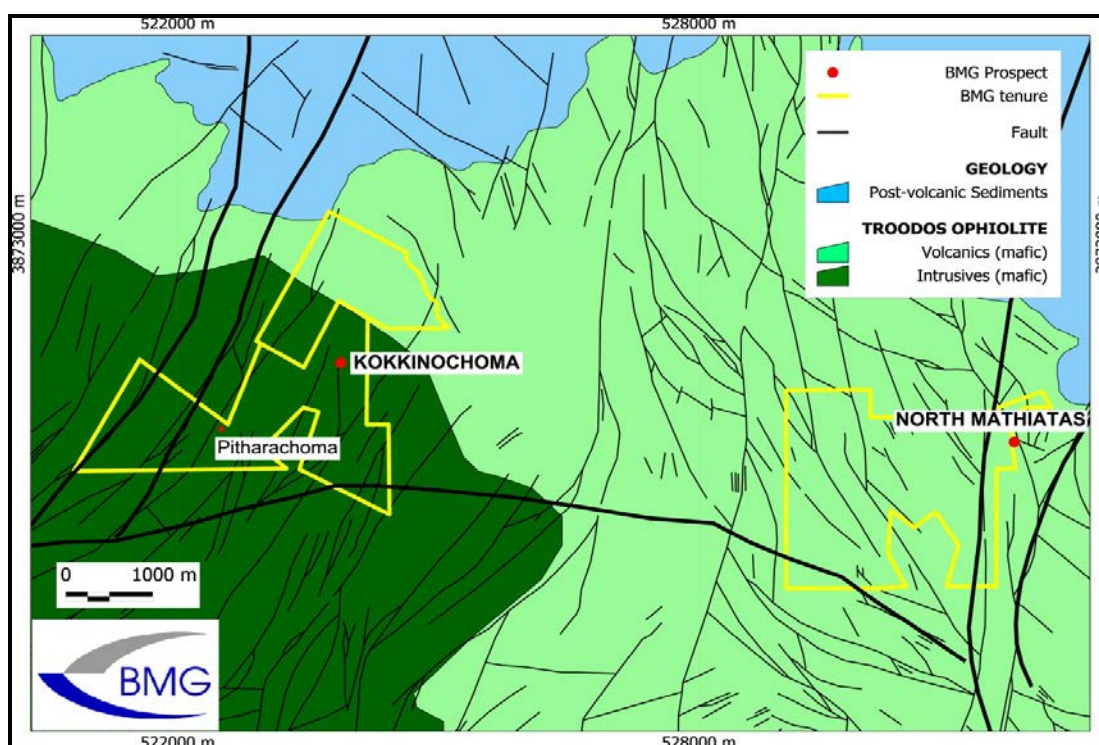 522000 m
528000 m
BMG Prospect
BMG tenure
Fault
GEOLOGY
Post-volcanic Sediments
TROODOS OPHIOLITE
Volcanics (mafic)
Intrusives (mafic)
3873000 m
KOKKINOCHOMA
NORTH MATHIATAS
Pitharachoma
0 1000 m
BMG
522000 m
528000 m